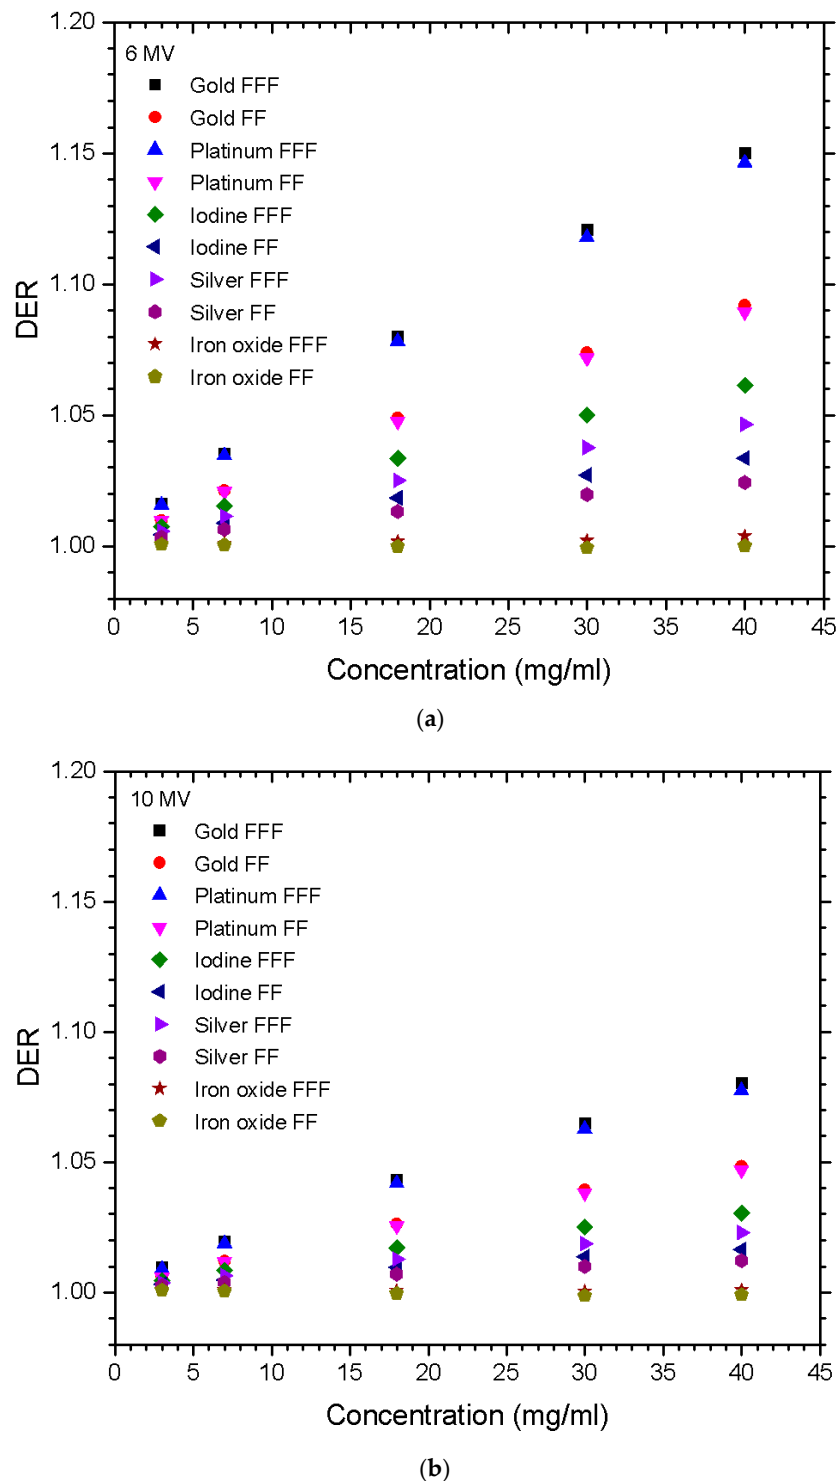 1.20
6 MV
Gold FFF
Gold FF
1.15
Platinum FFF
Platinum FF
Iodine FFF
Iodine FF
1.10
Silver FFF
Silver FF
DER
Iron oxide FFF
Iron oxide FF
1.05
1.00
0 5 10 15 20 25 30 35 40 45
Concentration (mg/ml)
(a)
1.20
10 MV
Gold FFF
Gold FF
1.15
Platinum FFF
Platinum FF
Iodine FFF
Iodine FF
1.10
Silver FFF
Silver FF
DER
Iron oxide FFF
Iron oxide FF
1.05
1.00
0 5 10 15 20 25 30 35 40 45
Concentration (mg/ml)
(b)